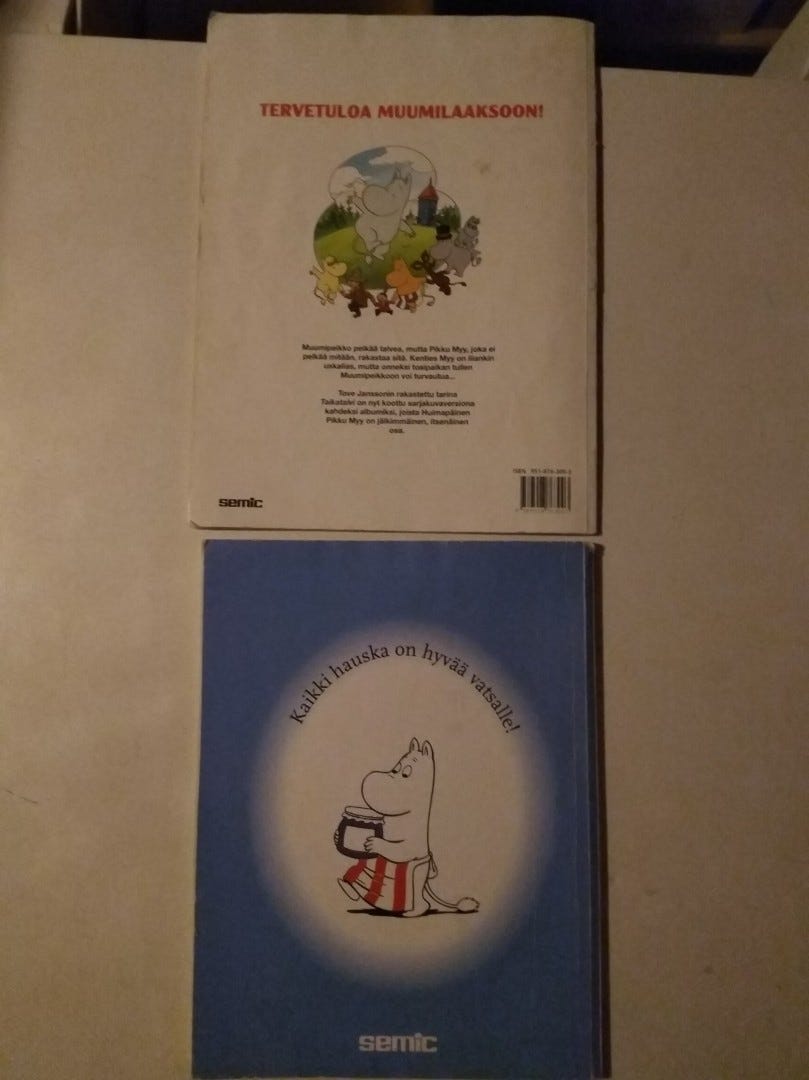 TERVETULOA MUUMILAAKSOON!
Muumipeikko pelkää talvea, mutta Pikku Myy, joka ei
pelkää mitään, rakastaa sitä. Kenties Myy on liiankin
uskalias, mutta onneksi tosipaikan tullen
Muumipeikkoon voi turvautua...
Tove Janssonin rakastettu tarina
Taikatalvi on nyt koottu sarjakuvaversiona
kahdeksi albumiksi, joista Huimapäinen
Pikku Myy on jälkimmäinen, itsenäinen
osa.
ISBN
semic
Kaikki hauska on hyvää vatsalle!
semic